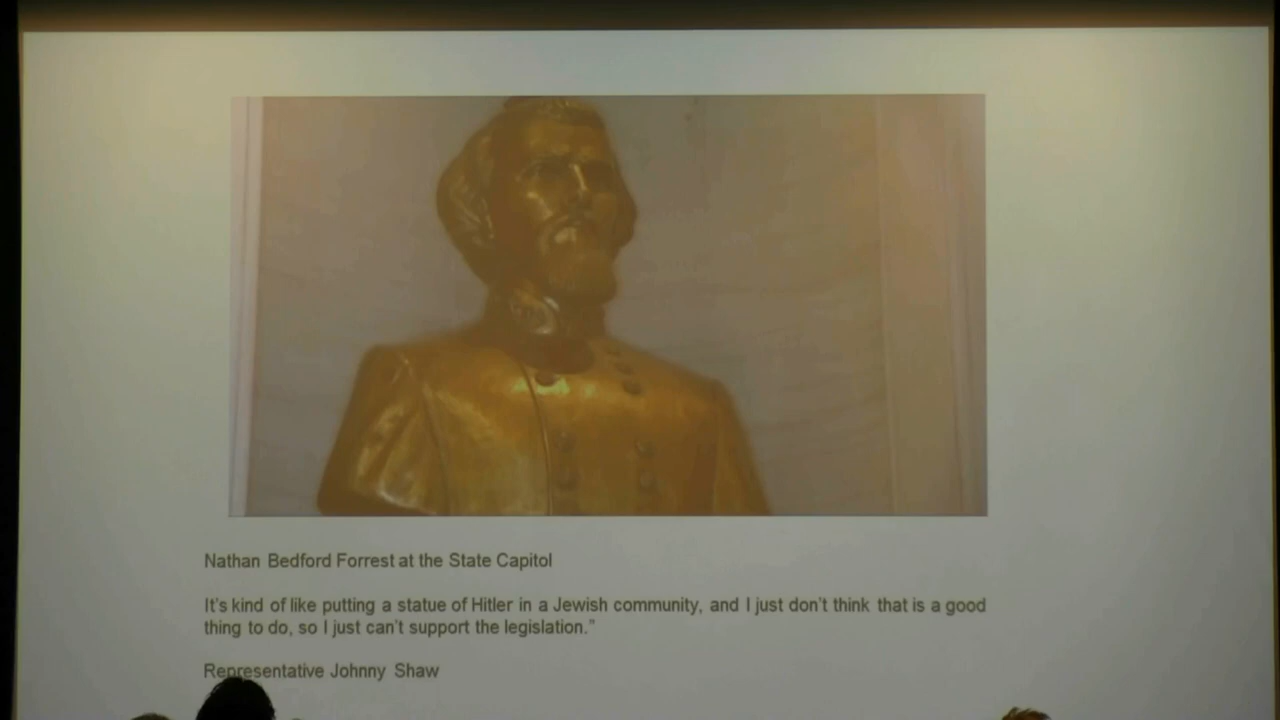 Nathan Bedford Forrest at the State Capitol
It's kind of like putting a statue of Hitler in a Jewish community, and I just don't think that is a good
thing to do, so I just can't support the legislation.”
Representative Johnny Shaw